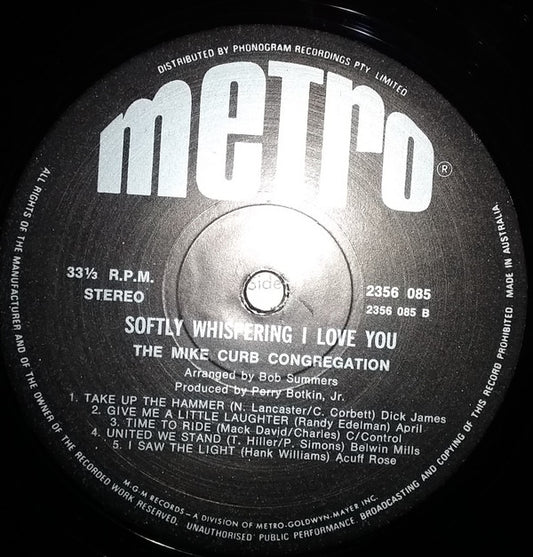 DISTRIBUTED BY PHONOGRAM RECORDINGS PTY. LIMITED
metro®
33⅓ R.P.M.
STEREO
Side
2356 085
2356 085 B
SOFTLY WHISPERING I LOVE YOU
THE MIKE CURB CONGREGATION
Arranged by Bob Summers
Produced by Perry Botkin, Jr.
1. TAKE UP THE HAMMER (N. Lancaster/C. Corbett) Dick James
2. GIVE ME A LITTLE LAUGHTER (Randy Edelman) April
3. TIME TO RIDE (Mack David/Charles) C/Control
4. UNITED WE STAND (T. Hiller/P. Simons) Belwin Mills
5. I SAW THE LIGHT (Hank Williams) Acuff Rose
M-G-M RECORDS – A DIVISION OF METRO-GOLDWYN-MAYER INC.
ALL RIGHTS OF THE MANUFACTURER AND OF THE OWNER OF THE RECORDED WORK RESERVED. UNAUTHORISED PUBLIC PERFORMANCE, BROADCASTING AND COPYING OF THIS RECORD PROHIBITED. MADE IN AUSTRALIA.